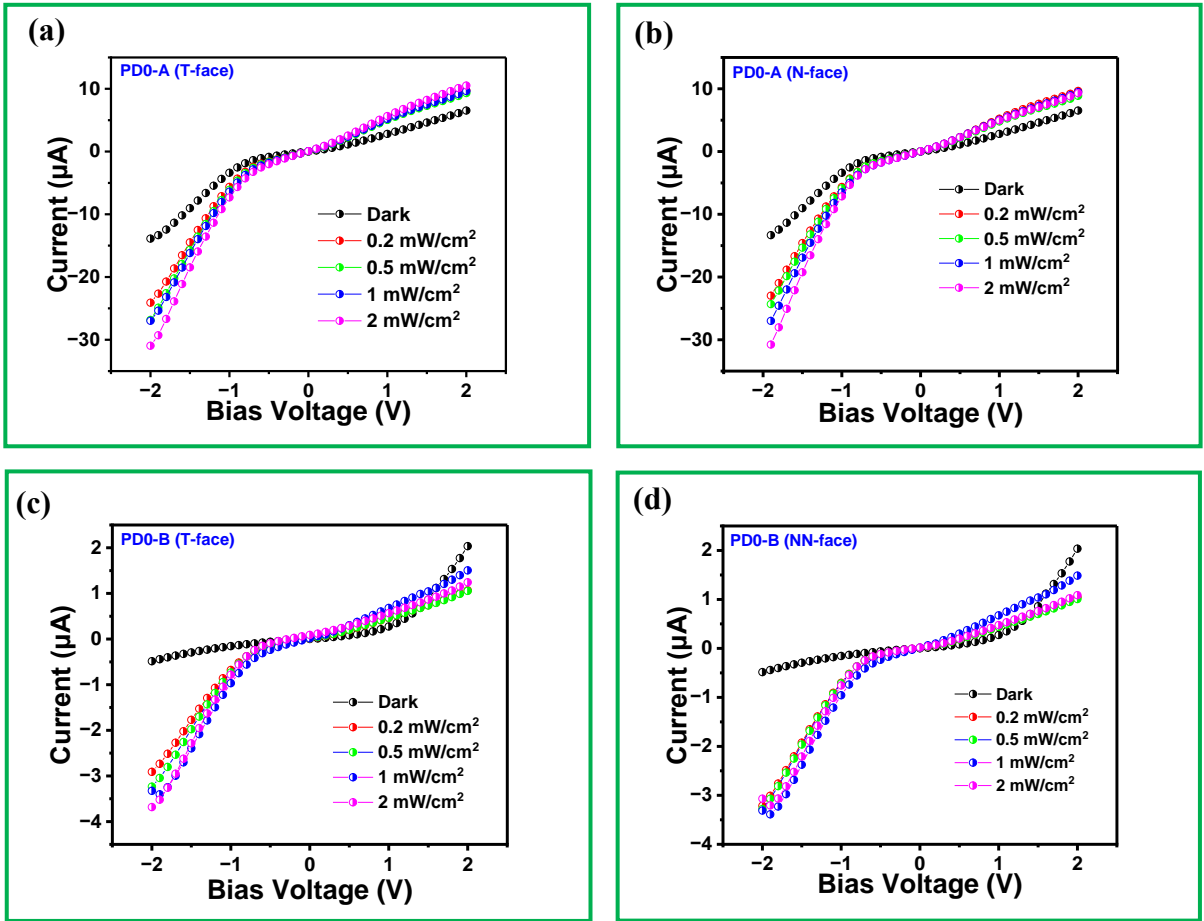 (a)
PD0-A (T-face)
10
0
−10
−20
−30
Current (µA)
Dark
0.2 mW/cm²
0.5 mW/cm²
1 mW/cm²
2 mW/cm²
−2 −1 0 1 2
Bias Voltage (V)
(b)
PD0-A (N-face)
10
0
−10
−20
−30
Current (µA)
Dark
0.2 mW/cm²
0.5 mW/cm²
1 mW/cm²
2 mW/cm²
−2 −1 0 1 2
Bias Voltage (V)
(c)
PD0-B (T-face)
2
1
0
−1
−2
−3
−4
Current (µA)
Dark
0.2 mW/cm²
0.5 mW/cm²
1 mW/cm²
2 mW/cm²
−2 −1 0 1 2
Bias Voltage (V)
(d)
PD0-B (NN-face)
2
1
0
−1
−2
−3
−4
Current (µA)
Dark
0.2 mW/cm²
0.5 mW/cm²
1 mW/cm²
2 mW/cm²
−2 −1 0 1 2
Bias Voltage (V)